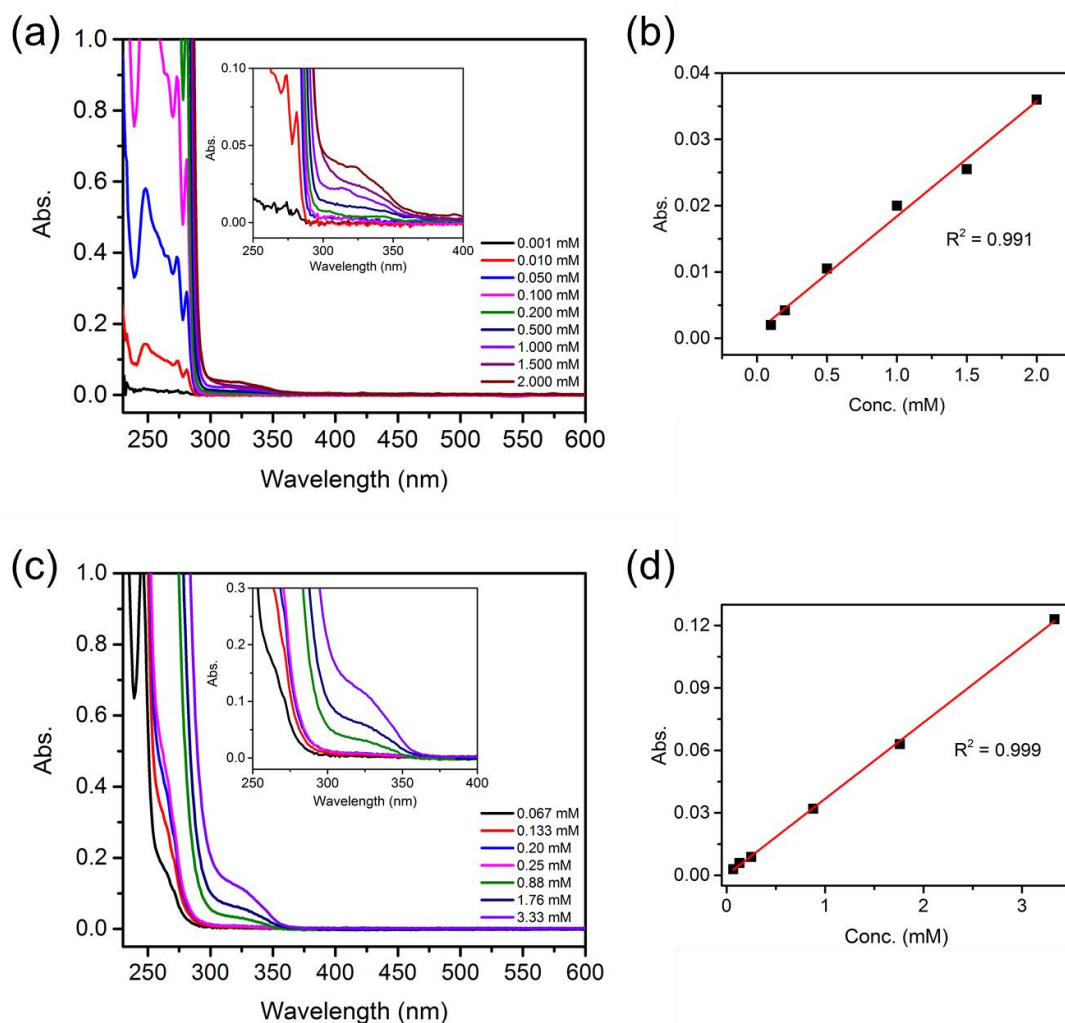 (a)
1.0
0.8
0.6
0.4
0.2
0.0
Abs.
250 300 350 400 450 500 550 600
Wavelength (nm)
0.10
0.05
0.00
Abs.
250 300 350 400
Wavelength (nm)
0.001 mM
0.010 mM
0.050 mM
0.100 mM
0.200 mM
0.500 mM
1.000 mM
1.500 mM
2.000 mM
(b)
0.04
0.03
0.02
0.01
0.00
Abs.
R² = 0.991
0.0 0.5 1.0 1.5 2.0
Conc. (mM)
(c)
1.0
0.8
0.6
0.4
0.2
0.0
Abs.
250 300 350 400 450 500 550 600
Wavelength (nm)
0.3
0.2
0.1
0.0
Abs.
250 300 350 400
Wavelength (nm)
0.067 mM
0.133 mM
0.20 mM
0.25 mM
0.88 mM
1.76 mM
3.33 mM
(d)
0.12
0.09
0.06
0.03
0.00
Abs.
R² = 0.999
0 1 2 3
Conc. (mM)